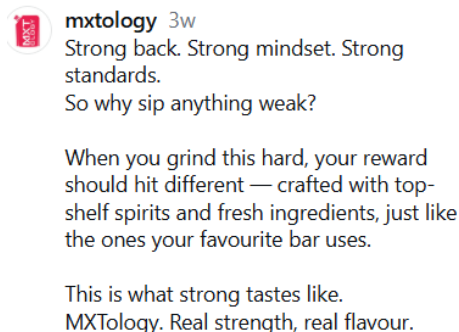 mxtology 3w
Strong back. Strong mindset. Strong
standards.
So why sip anything weak?
When you grind this hard, your reward
should hit different — crafted with top-
shelf spirits and fresh ingredients, just like
the ones your favourite bar uses.
This is what strong tastes like.
MXTology. Real strength, real flavour.